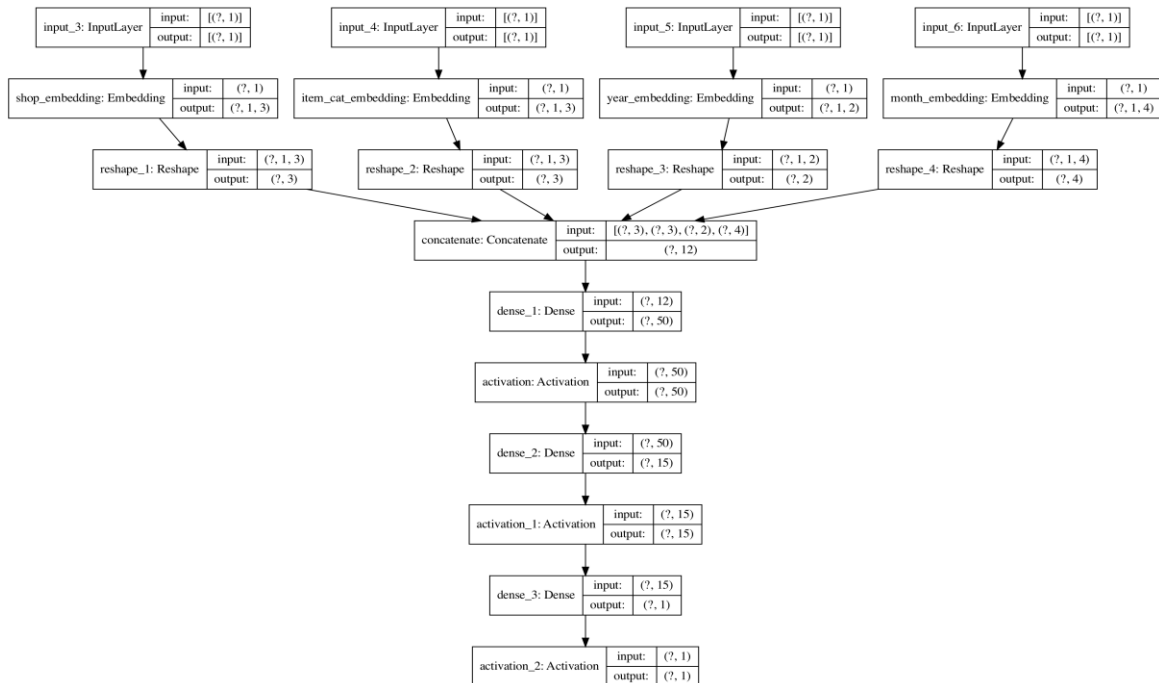 input_3: InputLayer input: [(?, 1)] output: [(?, 1)]
input_4: InputLayer input: [(?, 1)] output: [(?, 1)]
input_5: InputLayer input: [(?, 1)] output: [(?, 1)]
input_6: InputLayer input: [(?, 1)] output: [(?, 1)]
shop_embedding: Embedding input: (?, 1) output: (?, 1, 3)
item_cat_embedding: Embedding input: (?, 1) output: (?, 1, 3)
year_embedding: Embedding input: (?, 1) output: (?, 1, 2)
month_embedding: Embedding input: (?, 1) output: (?, 1, 4)
reshape_1: Reshape input: (?, 1, 3) output: (?, 3)
reshape_2: Reshape input: (?, 1, 3) output: (?, 3)
reshape_3: Reshape input: (?, 1, 2) output: (?, 2)
reshape_4: Reshape input: (?, 1, 4) output: (?, 4)
concatenate: Concatenate input: [(?, 3), (?, 3), (?, 2), (?, 4)] output: (?, 12)
dense_1: Dense input: (?, 12) output: (?, 50)
activation: Activation input: (?, 50) output: (?, 50)
dense_2: Dense input: (?, 50) output: (?, 15)
activation_1: Activation input: (?, 15) output: (?, 15)
dense_3: Dense input: (?, 15) output: (?, 1)
activation_2: Activation input: (?, 1) output: (?, 1)